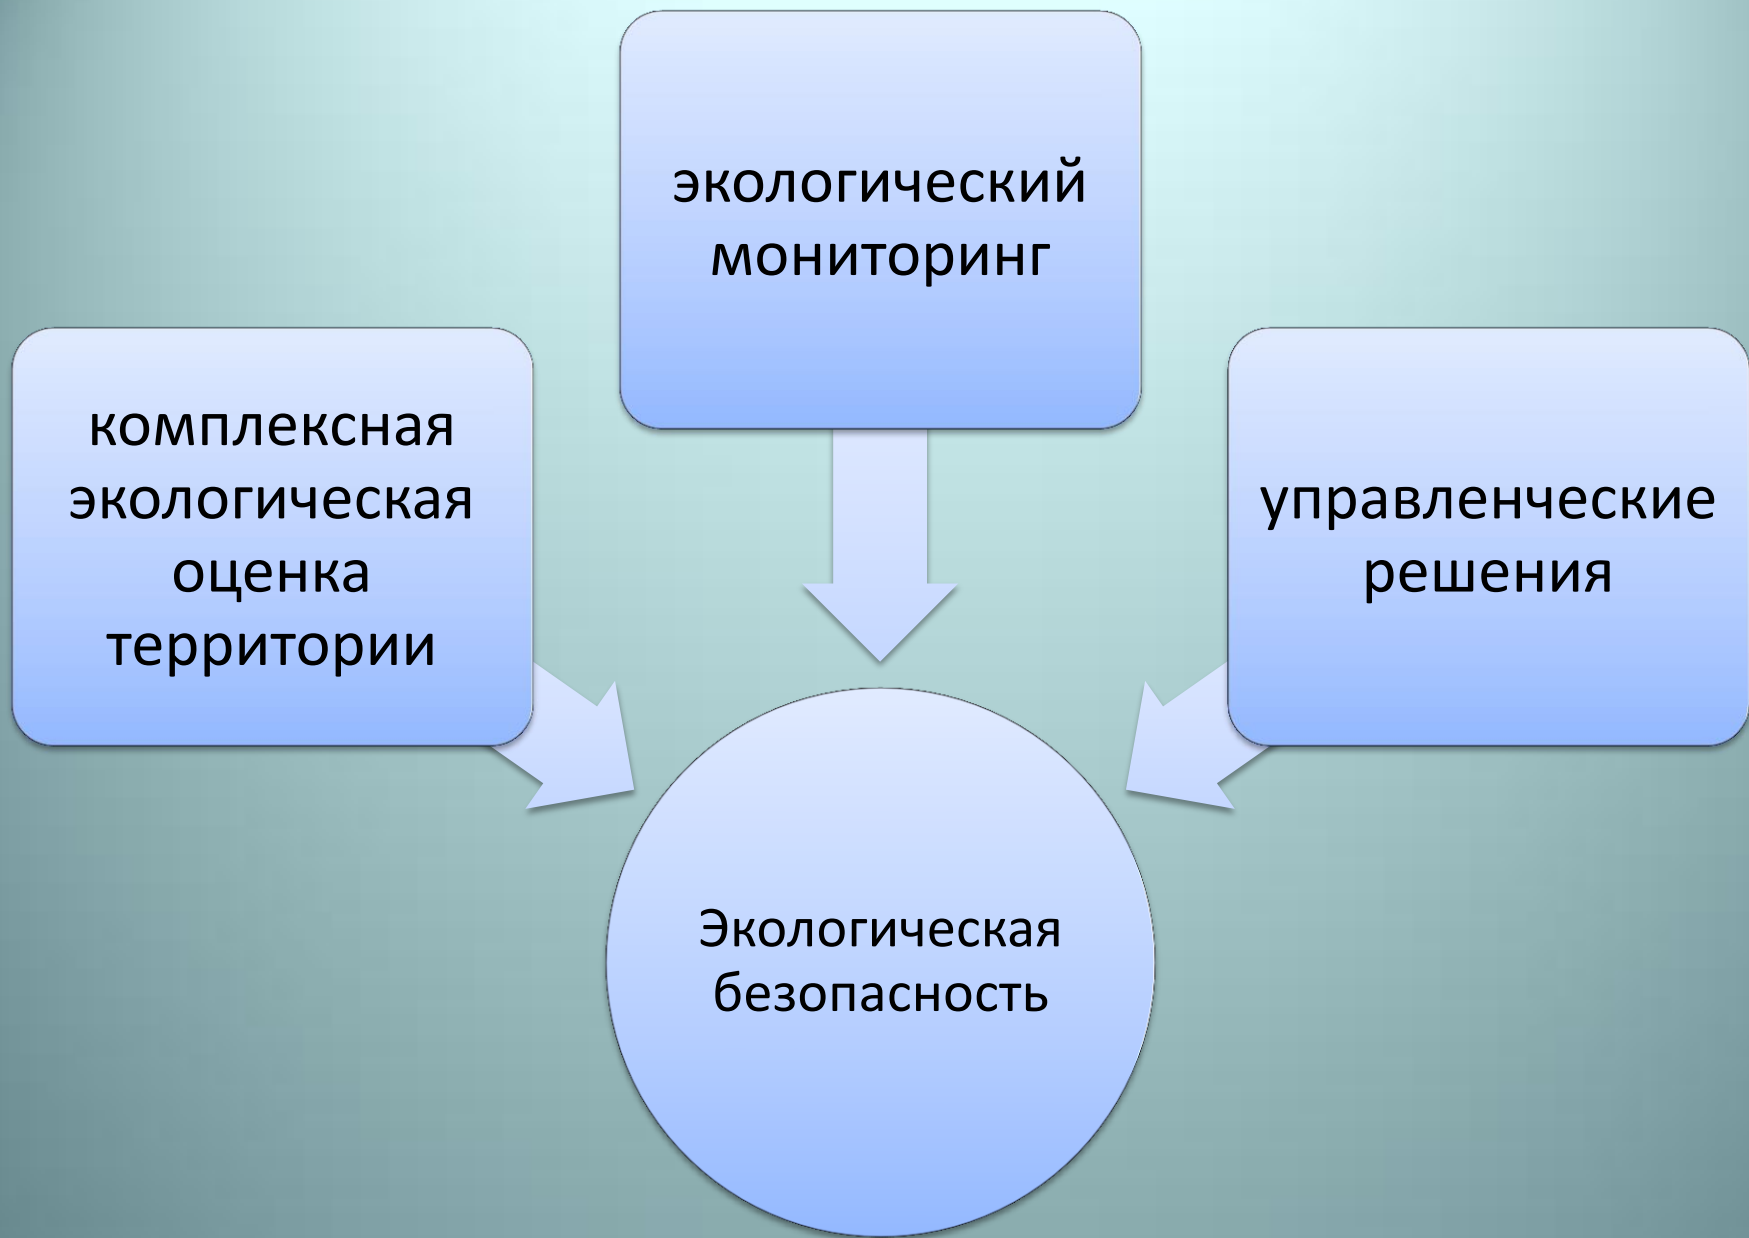 экологический
мониторинг
комплексная
экологическая
оценка
территории
управленческие
решения
Экологическая
безопасность